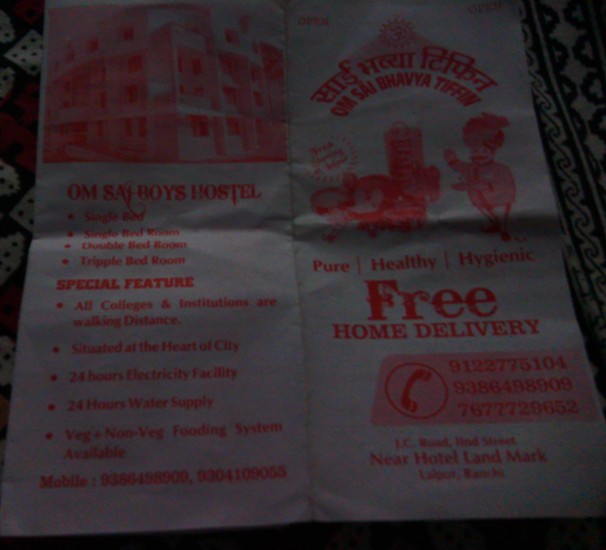 OM SAI BOYS HOSTEL
• Single Bed
• Single Bed Room
• Double Bed Room
• Tripple Bed Room
SPECIAL FEATURE
• All Colleges & Institutions are
walking Distance.
• Situated at the Heart of City
• 24 hours Electricity Facility
• 24 Hours Water Supply
• Veg + Non-Veg Fooding System
Available
Mobile : 9386498909, 9304109055
OPEN
OPEN
साई भव्या टिफिन
OM SAI BHAVYA TIFFIN
Pure | Healthy | Hygienic
Free
HOME DELIVERY
9122775104
9386498909
7677729652
J.C. Road, IInd Street
Near Hotel Land Mark
Lalpur, Ranchi